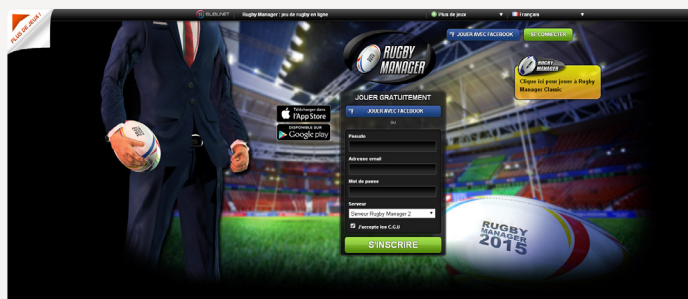 PLUS DE JEUX !
Rugby Manager : jeu de rugby en ligne
Plus de jeux
Français
JOUER AVEC FACEBOOK
SE CONNECTER
RUGBY
MANAGER
RUGBY
MANAGER
Clique ici pour jouer à Rugby
Manager Classic
JOUER GRATUITEMENT
JOUER AVEC FACEBOOK
OU
Télécharger dans
l'App Store
DISPONIBLE SUR
Google play
Pseudo
Adresse email
Mot de passe
Serveur
Serveur Rugby Manager 2
J'accepte les C.G.U
S'INSCRIRE
RUGBY
MANAGER
2015